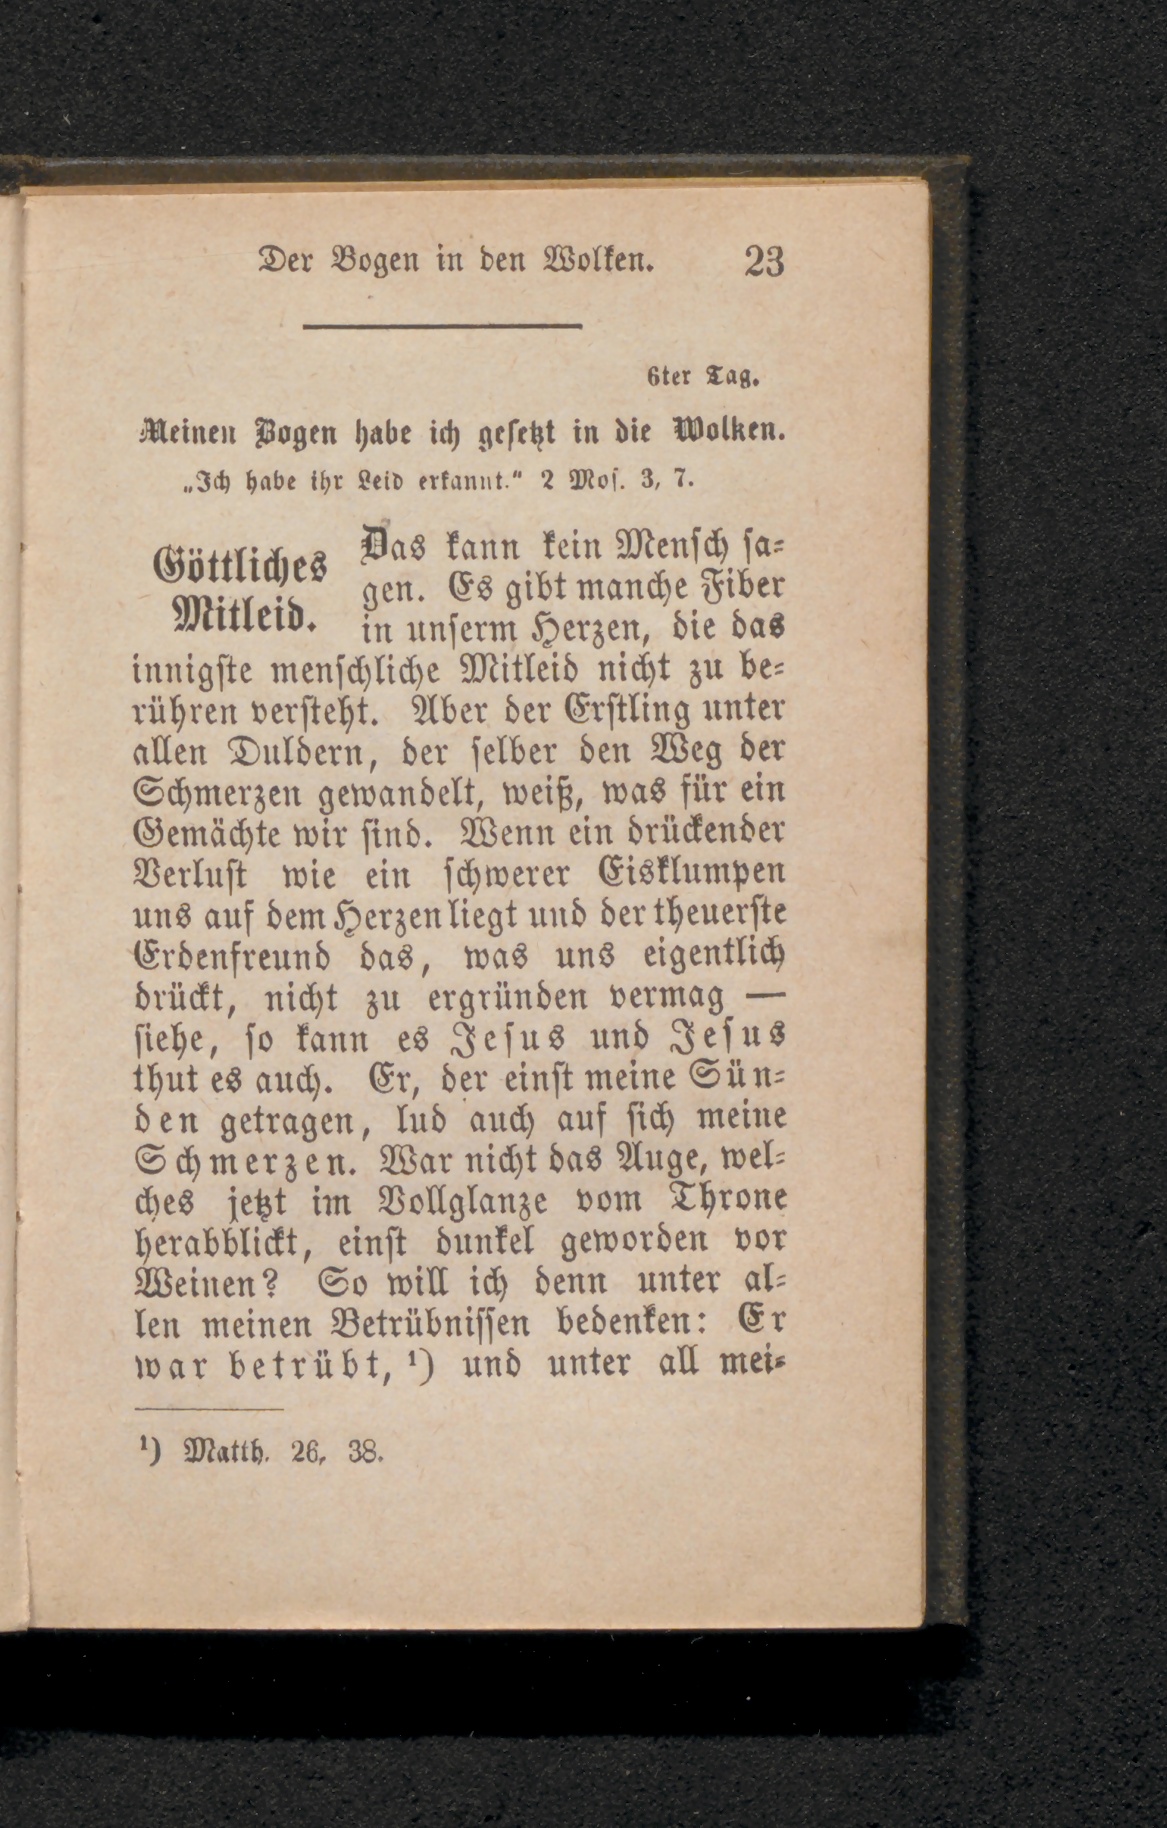 Der Bogen in den Wolken. 23
6ter Tag.
Meinen Bogen habe ich gesetzt in die Wolken.
„Ich habe ihr Leid erkannt.“ 2 Mos. 3, 7.
Göttliches
Mitleid.
Das kann kein Mensch sa-
gen. Es gibt manche Fiber
in unserm Herzen, die das
innigste menschliche Mitleid nicht zu be-
rühren versteht. Aber der Erstling unter
allen Duldern, der selber den Weg der
Schmerzen gewandelt, weiß, was für ein
Gemächte wir sind. Wenn ein drückender
Verlust wie ein schwerer Eisklumpen
uns auf dem Herzen liegt und der theuerste
Erdenfreund das, was uns eigentlich
drückt, nicht zu ergründen vermag —
siehe, so kann es Jesus und Jesus
thut es auch. Er, der einst meine Sün-
den getragen, lud auch auf sich meine
Schmerzen. War nicht das Auge, wel-
ches jetzt im Vollglanze vom Throne
herabblickt, einst dunkel geworden vor
Weinen? So will ich denn unter al-
len meinen Betrübnissen bedenken: Er
war betrübt, ¹) und unter all mei-
¹) Matth. 26, 38.